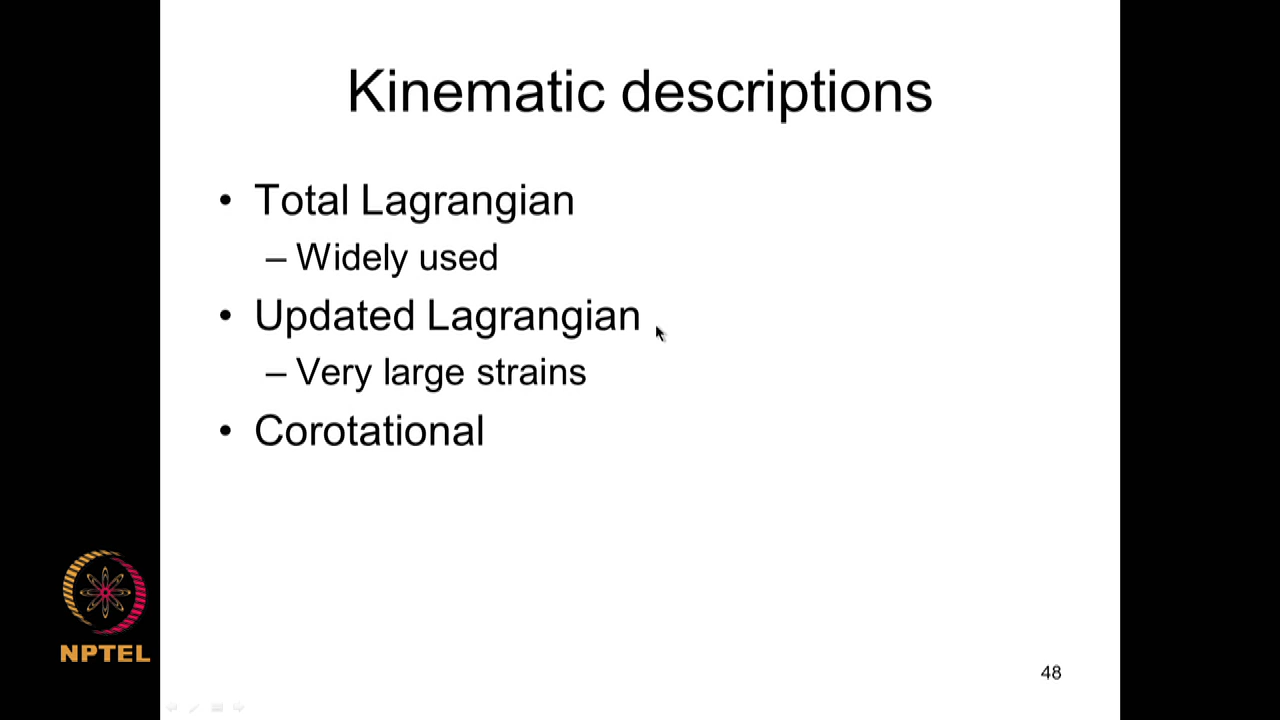 Kinematic descriptions
• Total Lagrangian
– Widely used
• Updated Lagrangian
– Very large strains
• Corotational
NPTEL
48